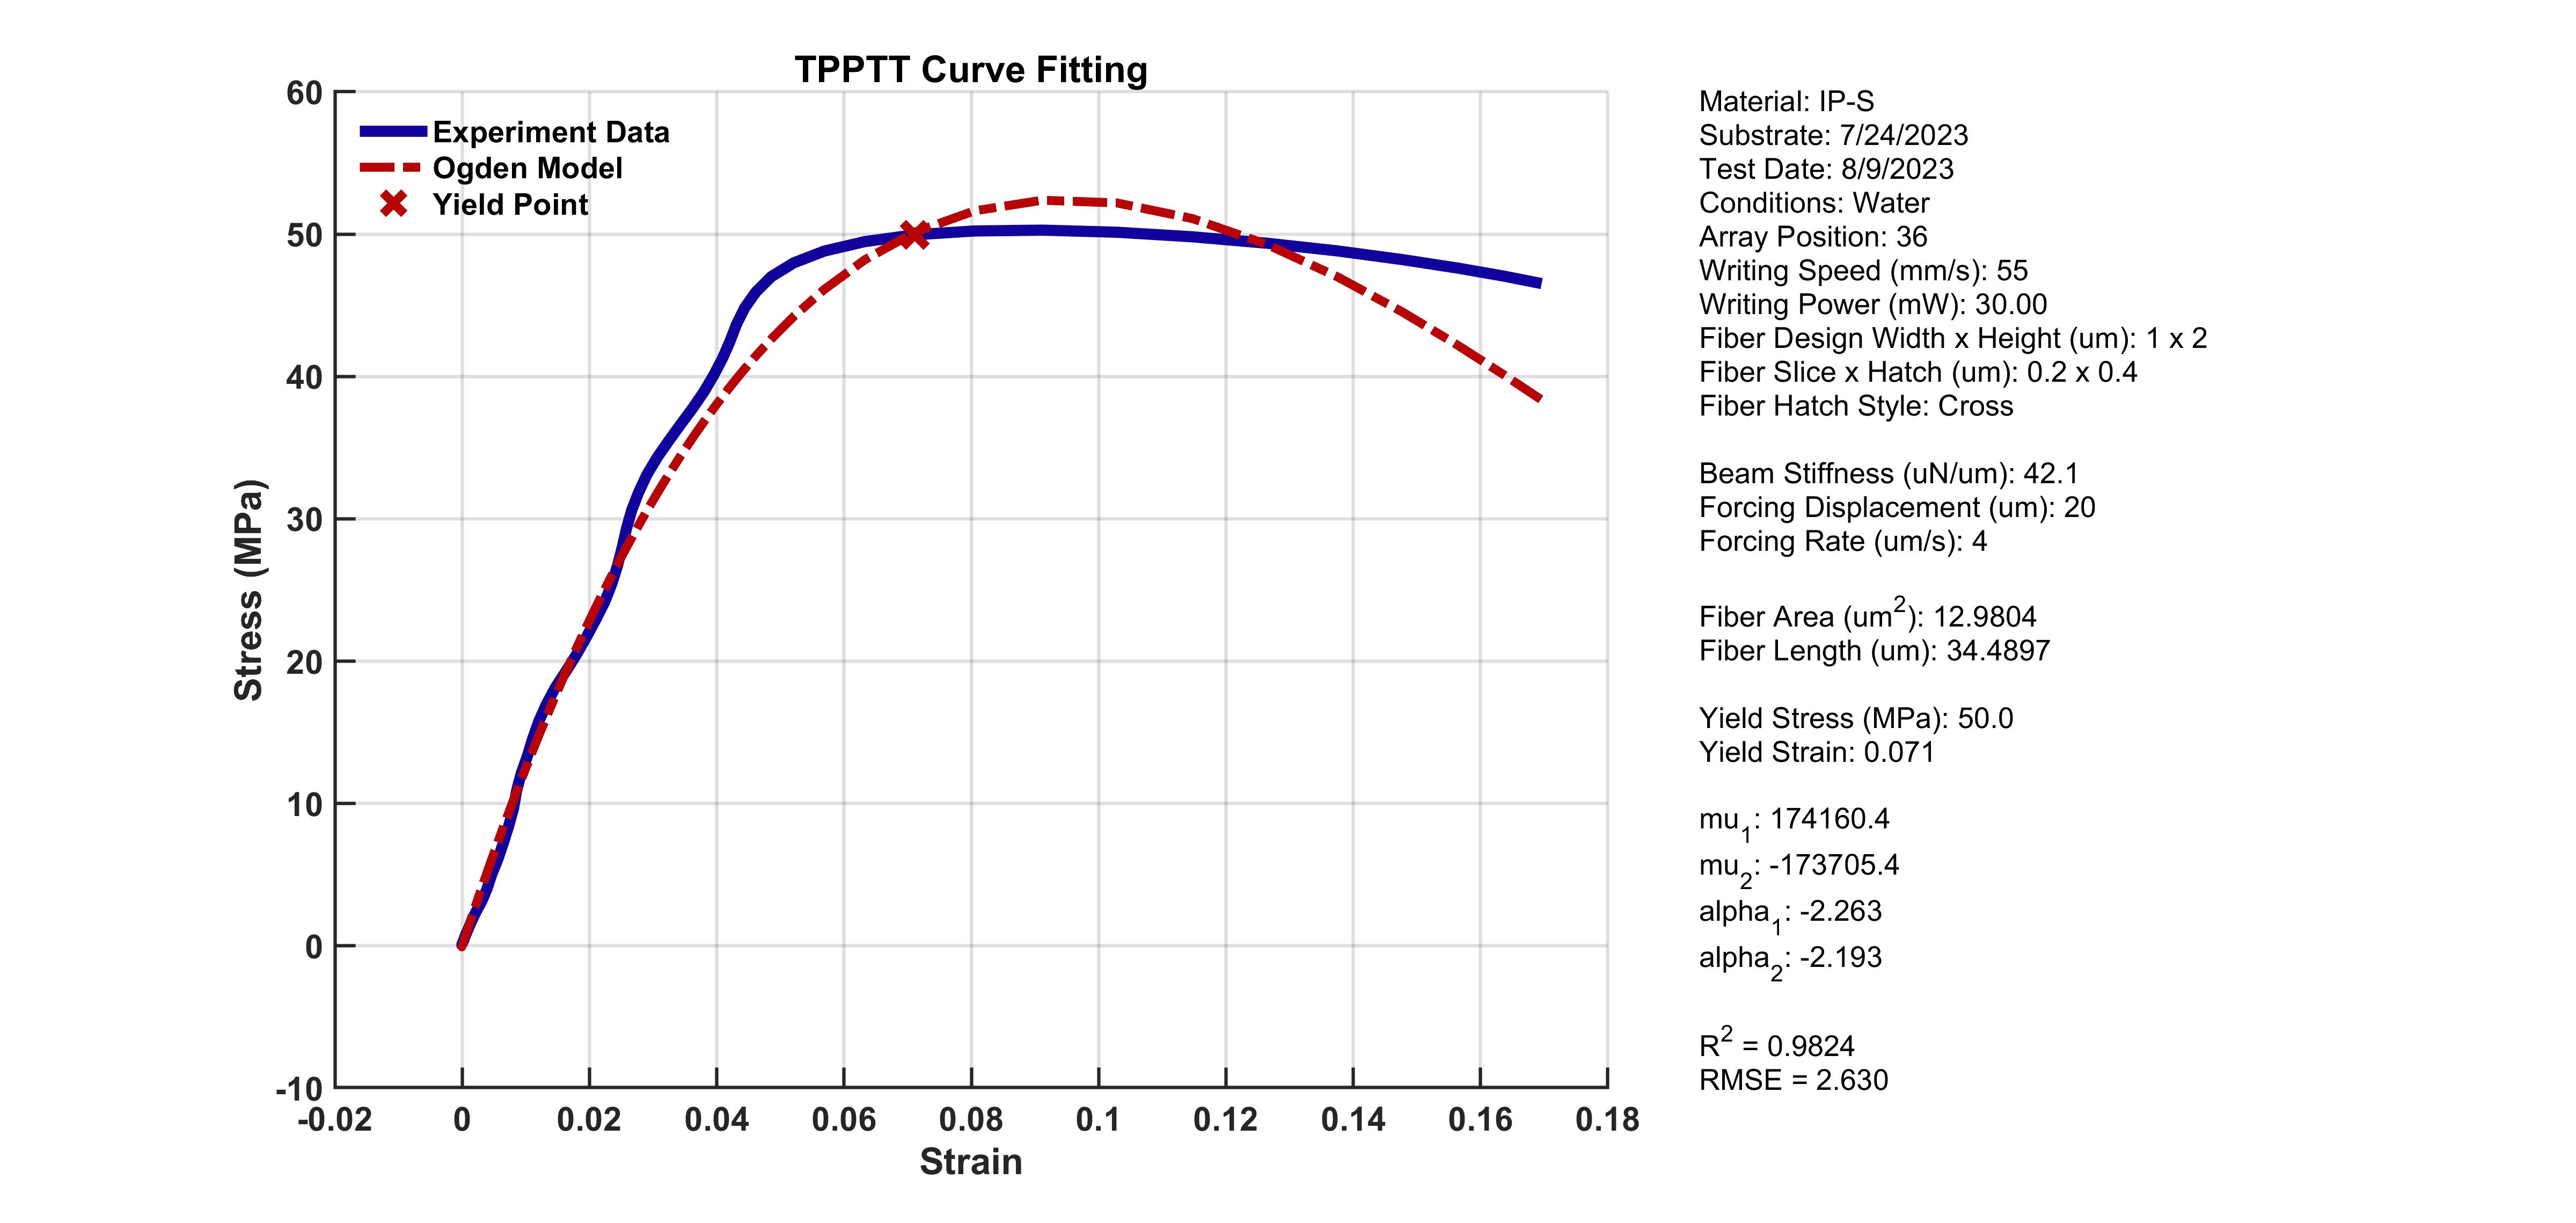 TPPTT Curve Fitting
60
50
40
30
20
10
0
-10
Stress (MPa)
Experiment Data
Ogden Model
Yield Point
-0.02 0 0.02 0.04 0.06 0.08 0.1 0.12 0.14 0.16 0.18
Strain
Material: IP-S
Substrate: 7/24/2023
Test Date: 8/9/2023
Conditions: Water
Array Position: 36
Writing Speed (mm/s): 55
Writing Power (mW): 30.00
Fiber Design Width x Height (um): 1 x 2
Fiber Slice x Hatch (um): 0.2 x 0.4
Fiber Hatch Style: Cross
Beam Stiffness (uN/um): 42.1
Forcing Displacement (um): 20
Forcing Rate (um/s): 4
Fiber Area (um²): 12.9804
Fiber Length (um): 34.4897
Yield Stress (MPa): 50.0
Yield Strain: 0.071
mu₁: 174160.4
mu₂: -173705.4
alpha₁: -2.263
alpha₂: -2.193
R² = 0.9824
RMSE = 2.630